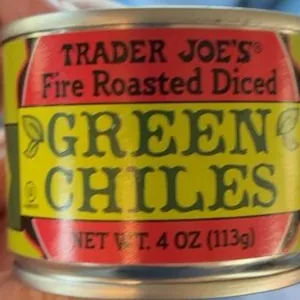 TRADER JOE'S®
Fire Roasted Diced
GREEN
CHILES
NET WT. 4 OZ (113g)